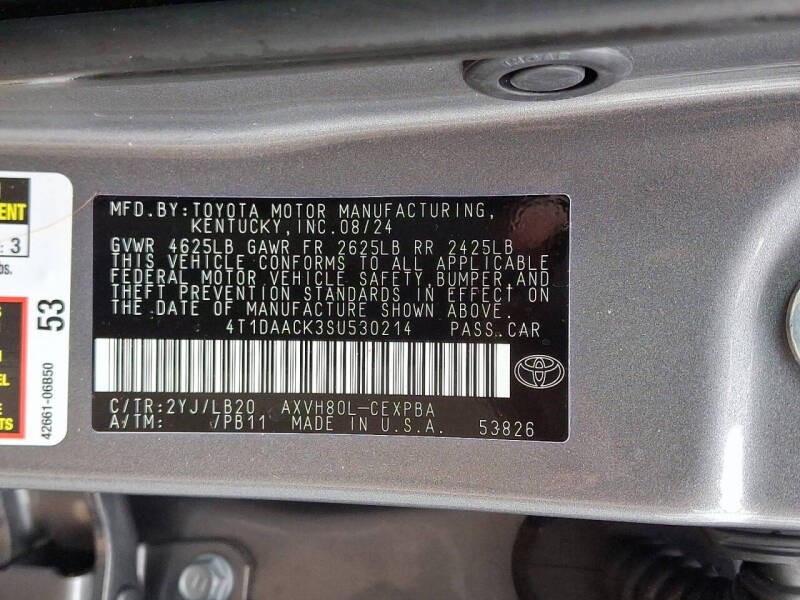 MFD.BY:TOYOTA MOTOR MANUFACTURING,
KENTUCKY,INC.08/24
GVWR 4625LB GAWR FR 2625LB RR 2425LB
THIS VEHICLE CONFORMS TO ALL APPLICABLE
FEDERAL MOTOR VEHICLE SAFETY,BUMPER,AND
THEFT PREVENTION STANDARDS IN EFFECT ON
THE DATE OF MANUFACTURE SHOWN ABOVE.
4T1DAACK3SU530214 PASS.CAR
C/TR:2YJ/LB20 AXVH80L-CEXPBA
A/TM: /PB11 MADE IN U.S.A. 53826
: 3
53
42661-06B50